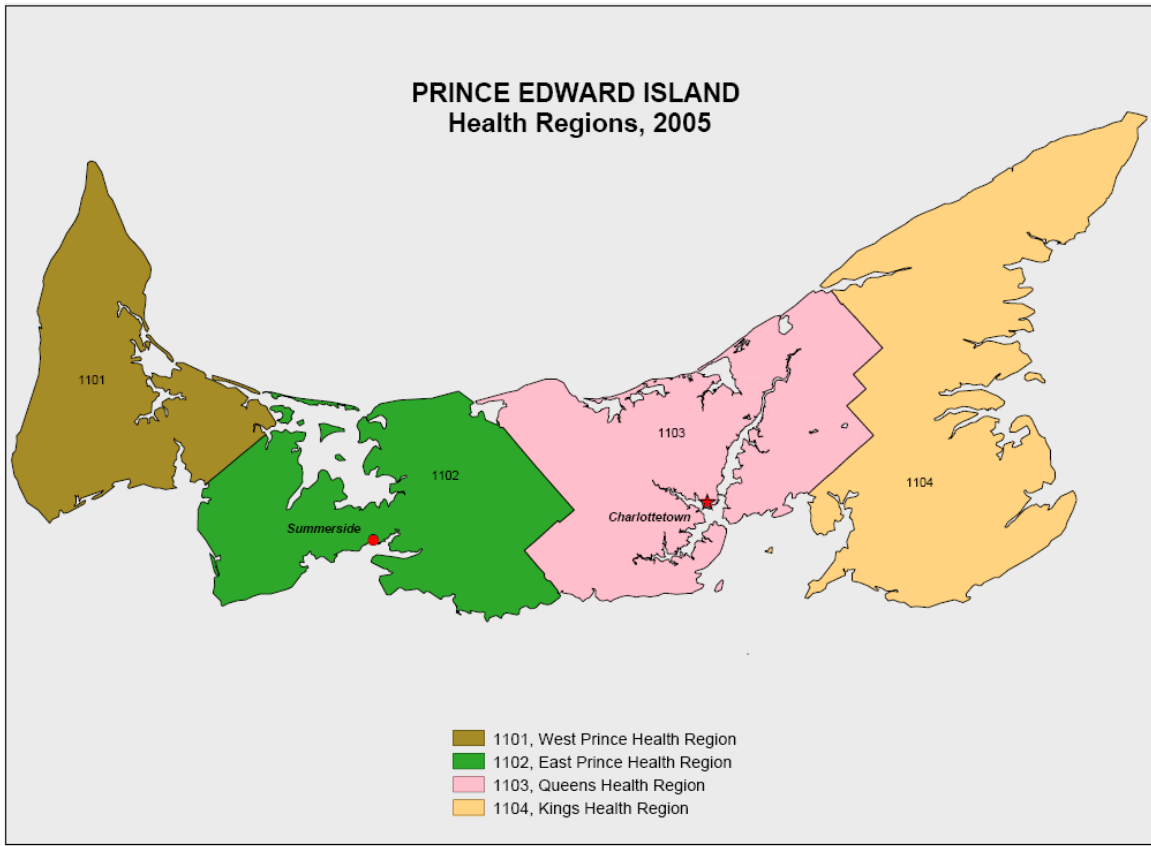 PRINCE EDWARD ISLAND
Health Regions, 2005
1101
1103
1102
1104
Summerside
Charlottetown
1101, West Prince Health Region
1102, East Prince Health Region
1103, Queens Health Region
1104, Kings Health Region